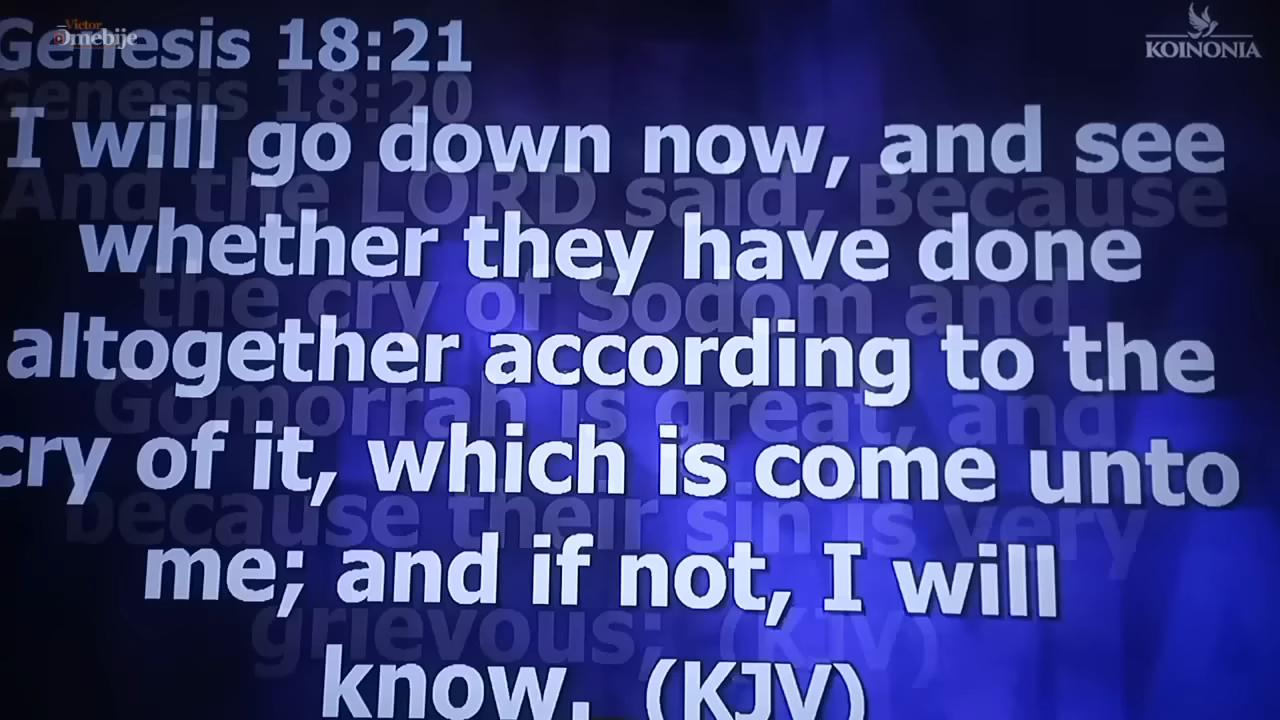 Victor
Omebije
KOINONIA
Genesis 18:21
Genesis 18:20
I will go down now, and see
And the LORD said, Because
whether they have done
the cry of Sodom and
altogether according to the
Gomorrah is great, and
cry of it, which is come unto
because their sin is very
me; and if not, I will
grievous; (KJV)
know. (KJV)